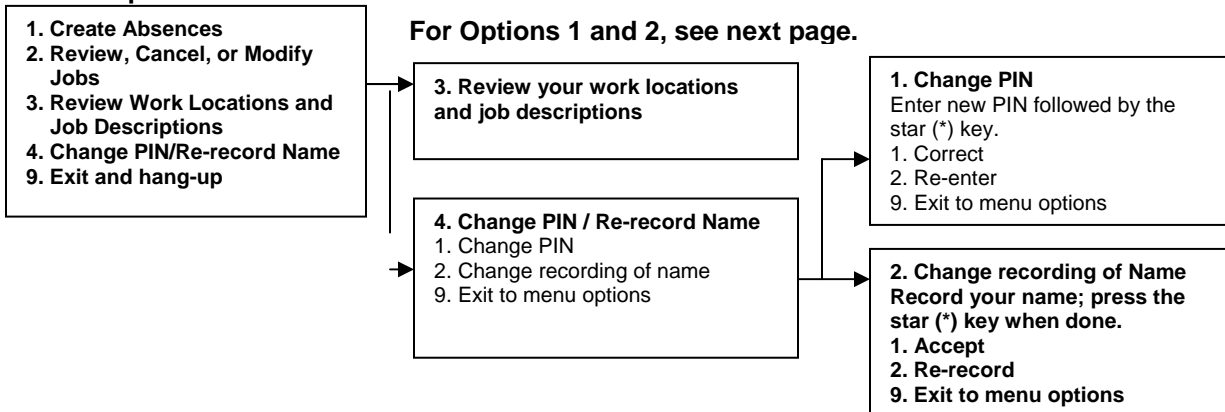 1. Create Absences
2. Review, Cancel, or Modify
Jobs
3. Review Work Locations and
Job Descriptions
4. Change PIN/Re-record Name
9. Exit and hang-up
For Options 1 and 2, see next page.
3. Review your work locations
and job descriptions
4. Change PIN / Re-record Name
1. Change PIN
2. Change recording of name
9. Exit to menu options
1. Change PIN
Enter new PIN followed by the
star (*) key.
1. Correct
2. Re-enter
9. Exit to menu options
2. Change recording of Name
Record your name; press the
star (*) key when done.
1. Accept
2. Re-record
9. Exit to menu options